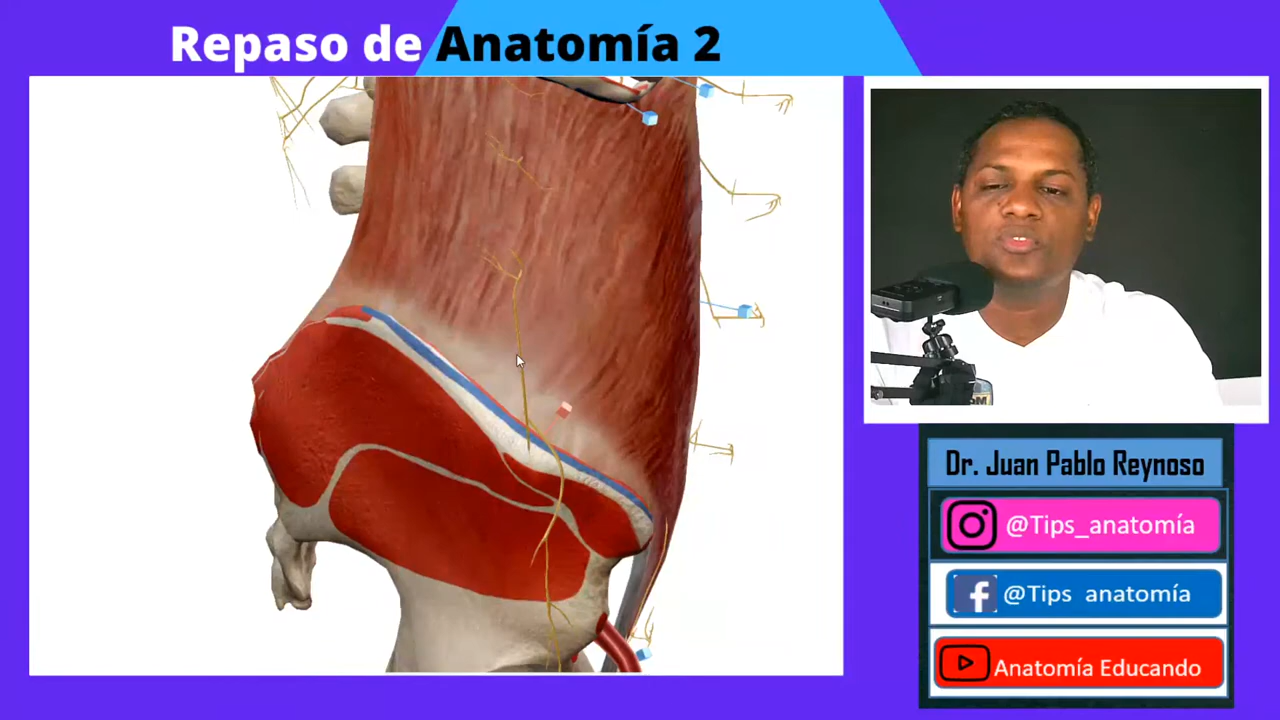 Repaso de Anatomía 2
Dr. Juan Pablo Reynoso
@Tips_anatomía
@Tips anatomía
Anatomía Educando